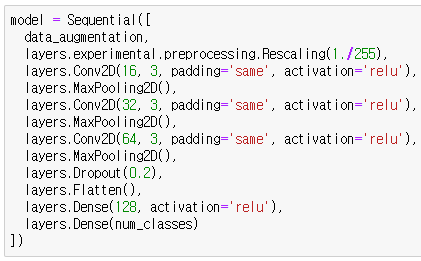 model = Sequential([
  data_augmentation,
  layers.experimental.preprocessing.Rescaling(1./255),
  layers.Conv2D(16, 3, padding='same', activation='relu'),
  layers.MaxPooling2D(),
  layers.Conv2D(32, 3, padding='same', activation='relu'),
  layers.MaxPooling2D(),
  layers.Conv2D(64, 3, padding='same', activation='relu'),
  layers.MaxPooling2D(),
  layers.Dropout(0.2),
  layers.Flatten(),
  layers.Dense(128, activation='relu'),
  layers.Dense(num_classes)
])